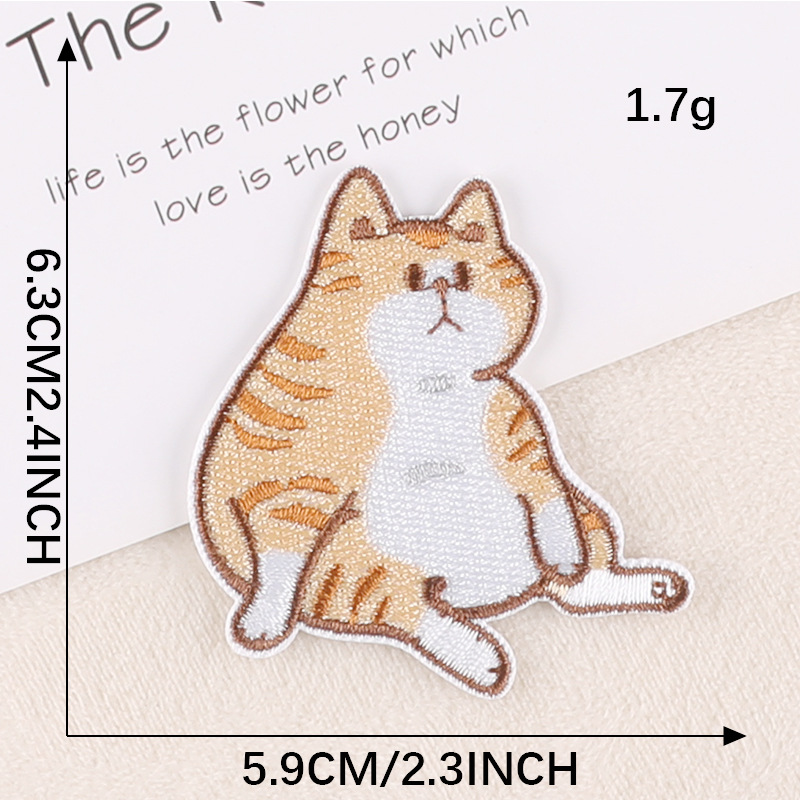 The
life is the flower for which
love is the honey
1.7g
6.3CM2.4INCH
5.9CM/2.3INCH